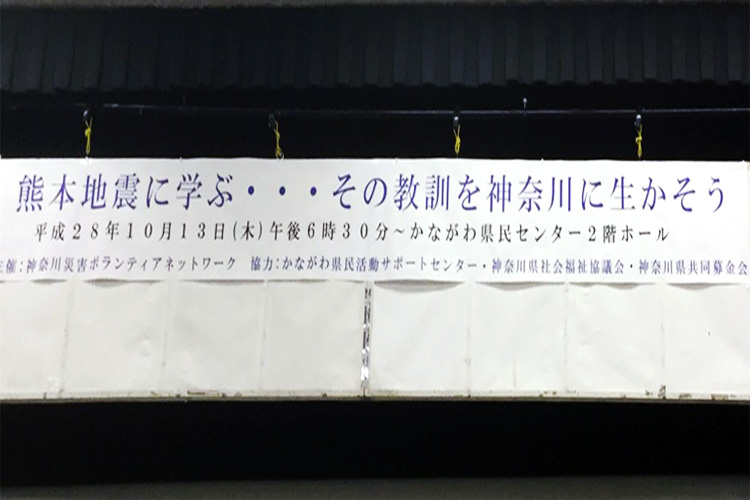 熊本地震に学ぶ・・・その教訓を神奈川に生かそう
平成２８年１０月１３日(木)午後６時３０分～かながわ県民センター２階ホール
主催：神奈川災害ボランティアネットワーク　協力：かながわ県民活動サポートセンター・神奈川県社会福祉協議会・神奈川県共同募金会